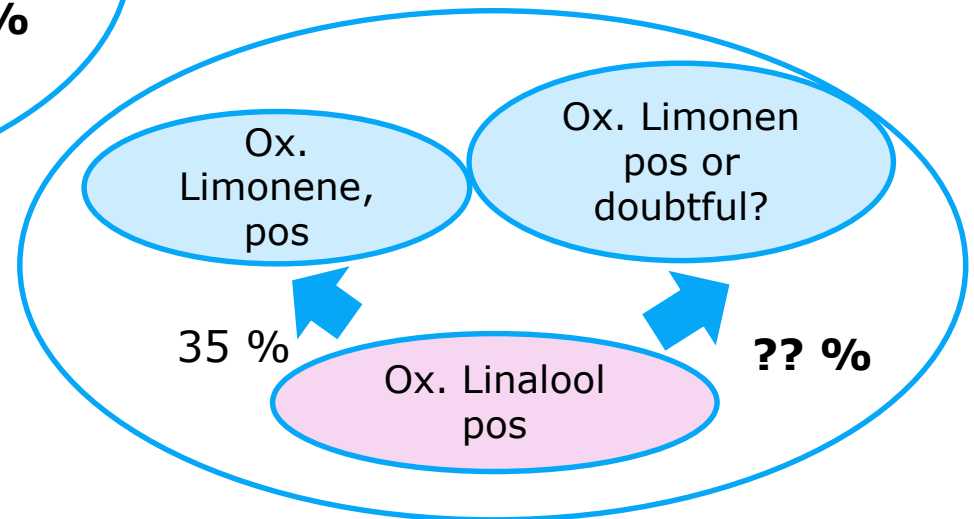 %
Ox.
Limonene,
pos
Ox. Limonen
pos or
doubtful?
35 %
?? %
Ox. Linalool
pos